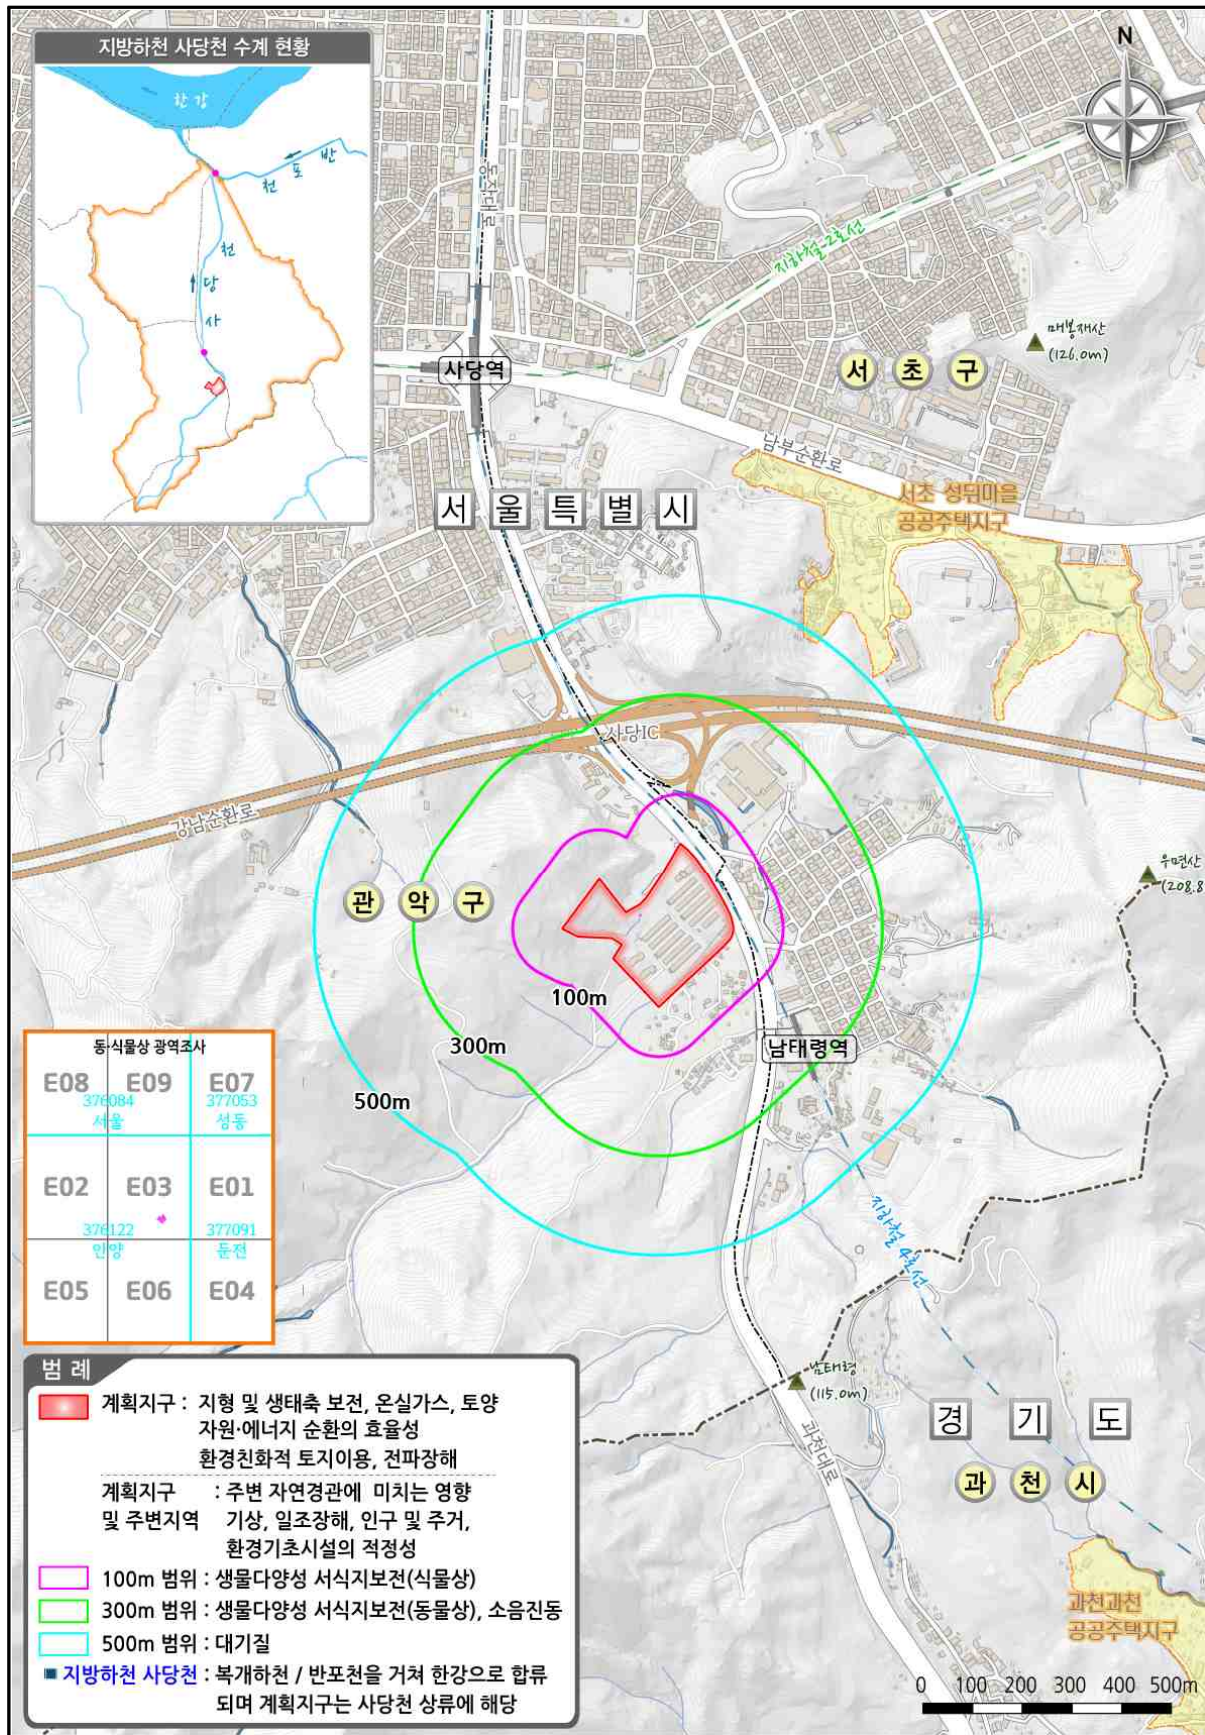 지방하천 사당천 수계 현황
한강
반포천
사당천
N
동작대로
지하철 2호선
매봉재산
(126.0m)
사당역
서초구
남부순환로
서초 성뒤마을
공공주택지구
서울특별시
사당IC
강남순환로
우면산
(208.8
관악구
100m
300m
500m
남태령역
동·식물상 광역조사
E08 E09 E07
376084 377053
서울 성동
E02 E03 E01
376122 377091
안양 둔전
E05 E06 E04
지하철 4호선
남태령
(115.0m)
과천대로
경기도
과천시
과천과천
공공주택지구
범 례
계획지구 : 지형 및 생태축 보전, 온실가스, 토양
자원·에너지 순환의 효율성
환경친화적 토지이용, 전파장해
계획지구 : 주변 자연경관에 미치는 영향
및 주변지역 기상, 일조장해, 인구 및 주거,
환경기초시설의 적정성
100m 범위 : 생물다양성 서식지보전(식물상)
300m 범위 : 생물다양성 서식지보전(동물상), 소음진동
500m 범위 : 대기질
지방하천 사당천 : 복개하천 / 반포천을 거쳐 한강으로 합류
되며 계획지구는 사당천 상류에 해당
0 100 200 300 400 500m